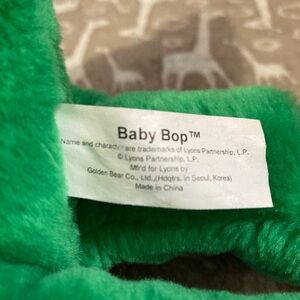 Baby Bop™
Name and character are trademarks of Lyons Partnership, L.P.
© Lyons Partnership, L.P.
Mfr'd for Lyons by
Golden Bear Co., Ltd.,(Hdqtrs. in Seoul, Korea)
Made in China